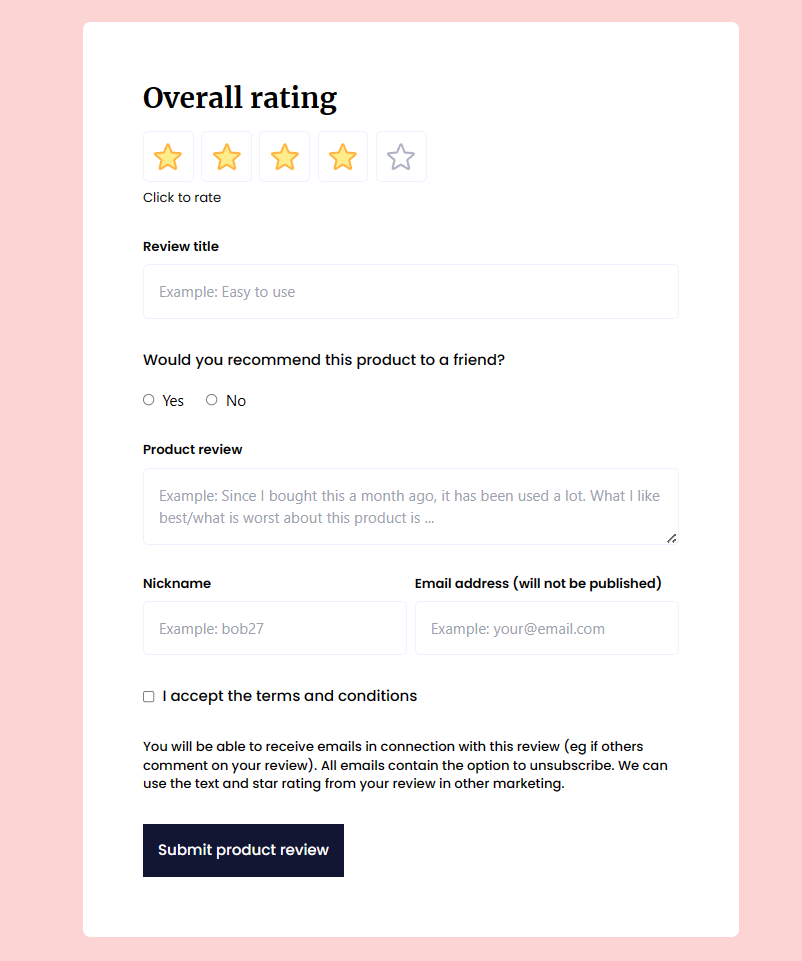 Overall rating
Click to rate
Review title
Example: Easy to use
Would you recommend this product to a friend?
Yes No
Product review
Example: Since I bought this a month ago, it has been used a lot. What I like
best/what is worst about this product is ...
Nickname Email address (will not be published)
Example: bob27 Example: your@email.com
I accept the terms and conditions
You will be able to receive emails in connection with this review (eg if others
comment on your review). All emails contain the option to unsubscribe. We can
use the text and star rating from your review in other marketing.
Submit product review